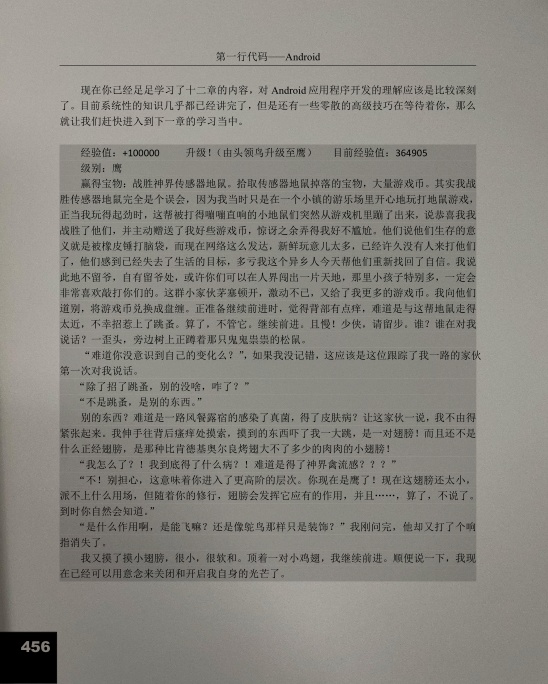 第一行代码——Android
现在你已经足足学习了十二章的内容，对 Android 应用程序开发的理解应该是比较深刻
了。目前系统性的知识几乎都已经讲完了，但是还有一些零散的高级技巧在等待着你，那么
就让我们赶快进入到下一章的学习当中。
经验值：+100000 升级！（由头领鸟升级至鹰） 目前经验值：364905
级别：鹰
赢得宝物：战胜神界传感器地鼠。拾取传感器地鼠掉落的宝物，大量游戏币。其实我战
胜传感器地鼠完全是个误会，因为我当时只是在一个小镇的游乐场里开心地玩打地鼠游戏，
正当我玩得起劲时，这帮被打得嘣嘣直响的小地鼠们突然从游戏机里蹦了出来，说恭喜我我
战胜了他们，并主动赠送了我好些游戏币，惊讶之余弄得我好不尴尬。他们说他们生存的意
义就是被橡皮锤打脑袋，而现在网络这么发达，新鲜玩意儿太多，已经许久没有人来打他们
了，他们感到已经失去了生活的目标，多亏我这个异乡人今天帮他们重新找回了自信。我说
此地不留爷，自有留爷处，或许你们可以在人界闯出一片天地，那里小孩子特别多，一定会
非常喜欢敲打你们的。这群小家伙茅塞顿开，激动不已，又给了我更多的游戏币。我向他们
道别，将游戏币兑换成盘缠。正准备继续前进时，觉得背部有点痒，难道是与这帮地鼠走得
太近，不幸招惹上了跳蚤。算了，不管它。继续前进。且慢！少侠，请留步。谁？谁在对我
说话？一歪头，旁边树上正蹲着那只鬼鬼祟祟的松鼠。
“难道你没意识到自己的变化么？”，如果我没记错，这应该是这位跟踪了我一路的家伙
第一次对我说话。
“除了招了跳蚤，别的没啥，咋了？”
“不是跳蚤，是别的东西。”
别的东西？难道是一路风餐露宿的感染了真菌，得了皮肤病？让这家伙一说，我不由得
紧张起来。我伸手往背后瘙痒处摸索，摸到的东西吓了我一大跳，是一对翅膀！而且还不是
什么正经翅膀，是那种比肯德基奥尔良烤翅大不了多少的肉肉的小翅膀！
“我怎么了？！我到底得了什么病？！难道是得了神界禽流感？？？”
“不！别担心，这意味着你进入了更高阶的层次。你现在是鹰了！现在这翅膀还太小，
派不上什么用场，但随着你的修行，翅膀会发挥它应有的作用，并且……，算了，不说了。
到时你自然会知道。”
“是什么作用啊，是能飞嘛？还是像鸵鸟那样只是装饰？”我刚问完，他却又打了个响
指消失了。
我又摸了摸小翅膀，很小，很软和。顶着一对小鸡翅，我继续前进。顺便说一下，我现
在已经可以用意念来关闭和开启我自身的光芒了。
456